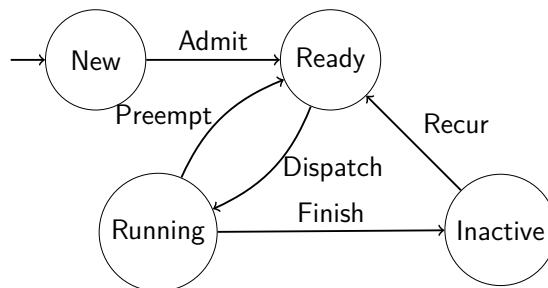 Admit
New
Ready
Preempt
Recur
Dispatch
Finish
Running
Inactive